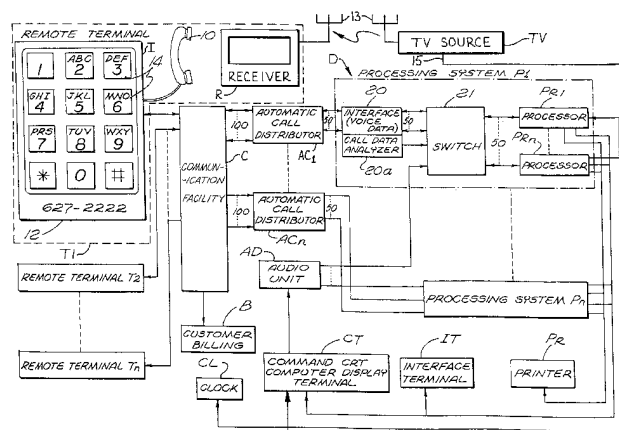 REMOTE TERMINAL
I
14
10
13
TV SOURCE
TV
15
RECEIVER
R
D
PROCESSING SYSTEM P1
1
ABC 2
DEF 3
GHI 4
JKL 5
MNO 6
PRS 7
TUV 8
WXY 9
* 0 #
627-2222
12
T1
100
AUTOMATIC CALL DISTRIBUTOR
AC1
50
20
INTERFACE (VOICE DATA)
50
CALL DATA ANALYZER
20a
21
SWITCH
50
PR1
PROCESSOR
PRn
PROCESSOR
C
COMMUN-
ICATION
FACILITY
100
AUTOMATIC CALL DISTRIBUTOR
50
ACn
AD
AUDIO UNIT
REMOTE TERMINAL T2
PROCESSING SYSTEM Pn
B
CUSTOMER BILLING
CT
COMMAND CRT COMPUTER DISPLAY TERMINAL
IT
INTERFACE TERMINAL
PR
PRINTER
REMOTE TERMINAL Tn
CL
CLOCK